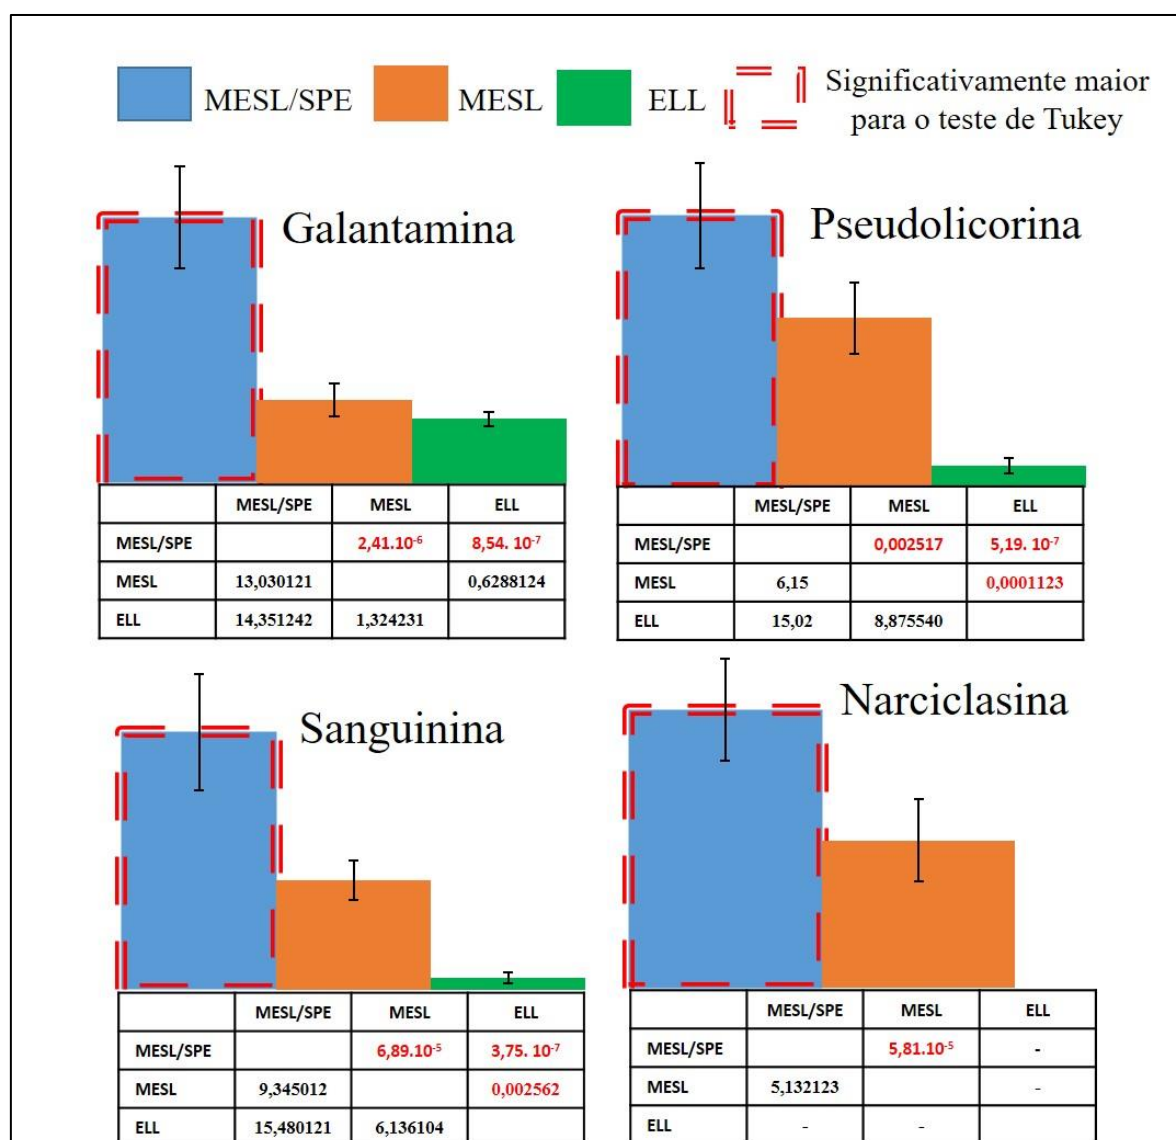 MESL/SPE MESL ELL Significativamente maior
para o teste de Tukey
Galantamina
MESL/SPE MESL ELL
MESL/SPE 2,41.10⁻⁶ 8,54. 10⁻⁷
MESL 13,030121 0,6288124
ELL 14,351242 1,324231
Pseudolicorina
MESL/SPE MESL ELL
MESL/SPE 0,002517 5,19. 10⁻⁷
MESL 6,15 0,0001123
ELL 15,02 8,875540
Sanguinina
MESL/SPE MESL ELL
MESL/SPE 6,89.10⁻⁵ 3,75. 10⁻⁷
MESL 9,345012 0,002562
ELL 15,480121 6,136104
Narciclasina
MESL/SPE MESL ELL
MESL/SPE 5,81.10⁻⁵ -
MESL 5,132123 -
ELL - -